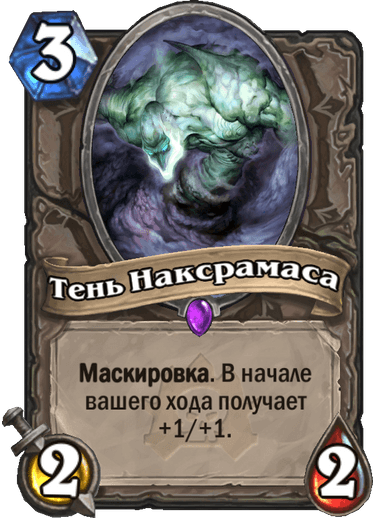 3
Тень Наксрамаса
Маскировка. В начале
вашего хода получает
+1/+1.
2
2